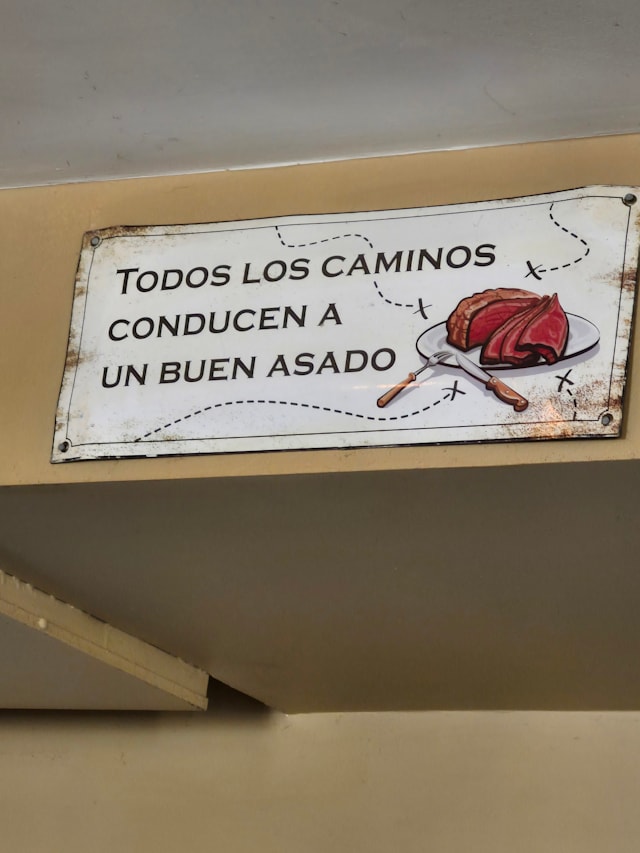 Todos los caminos
conducen a
un buen asado